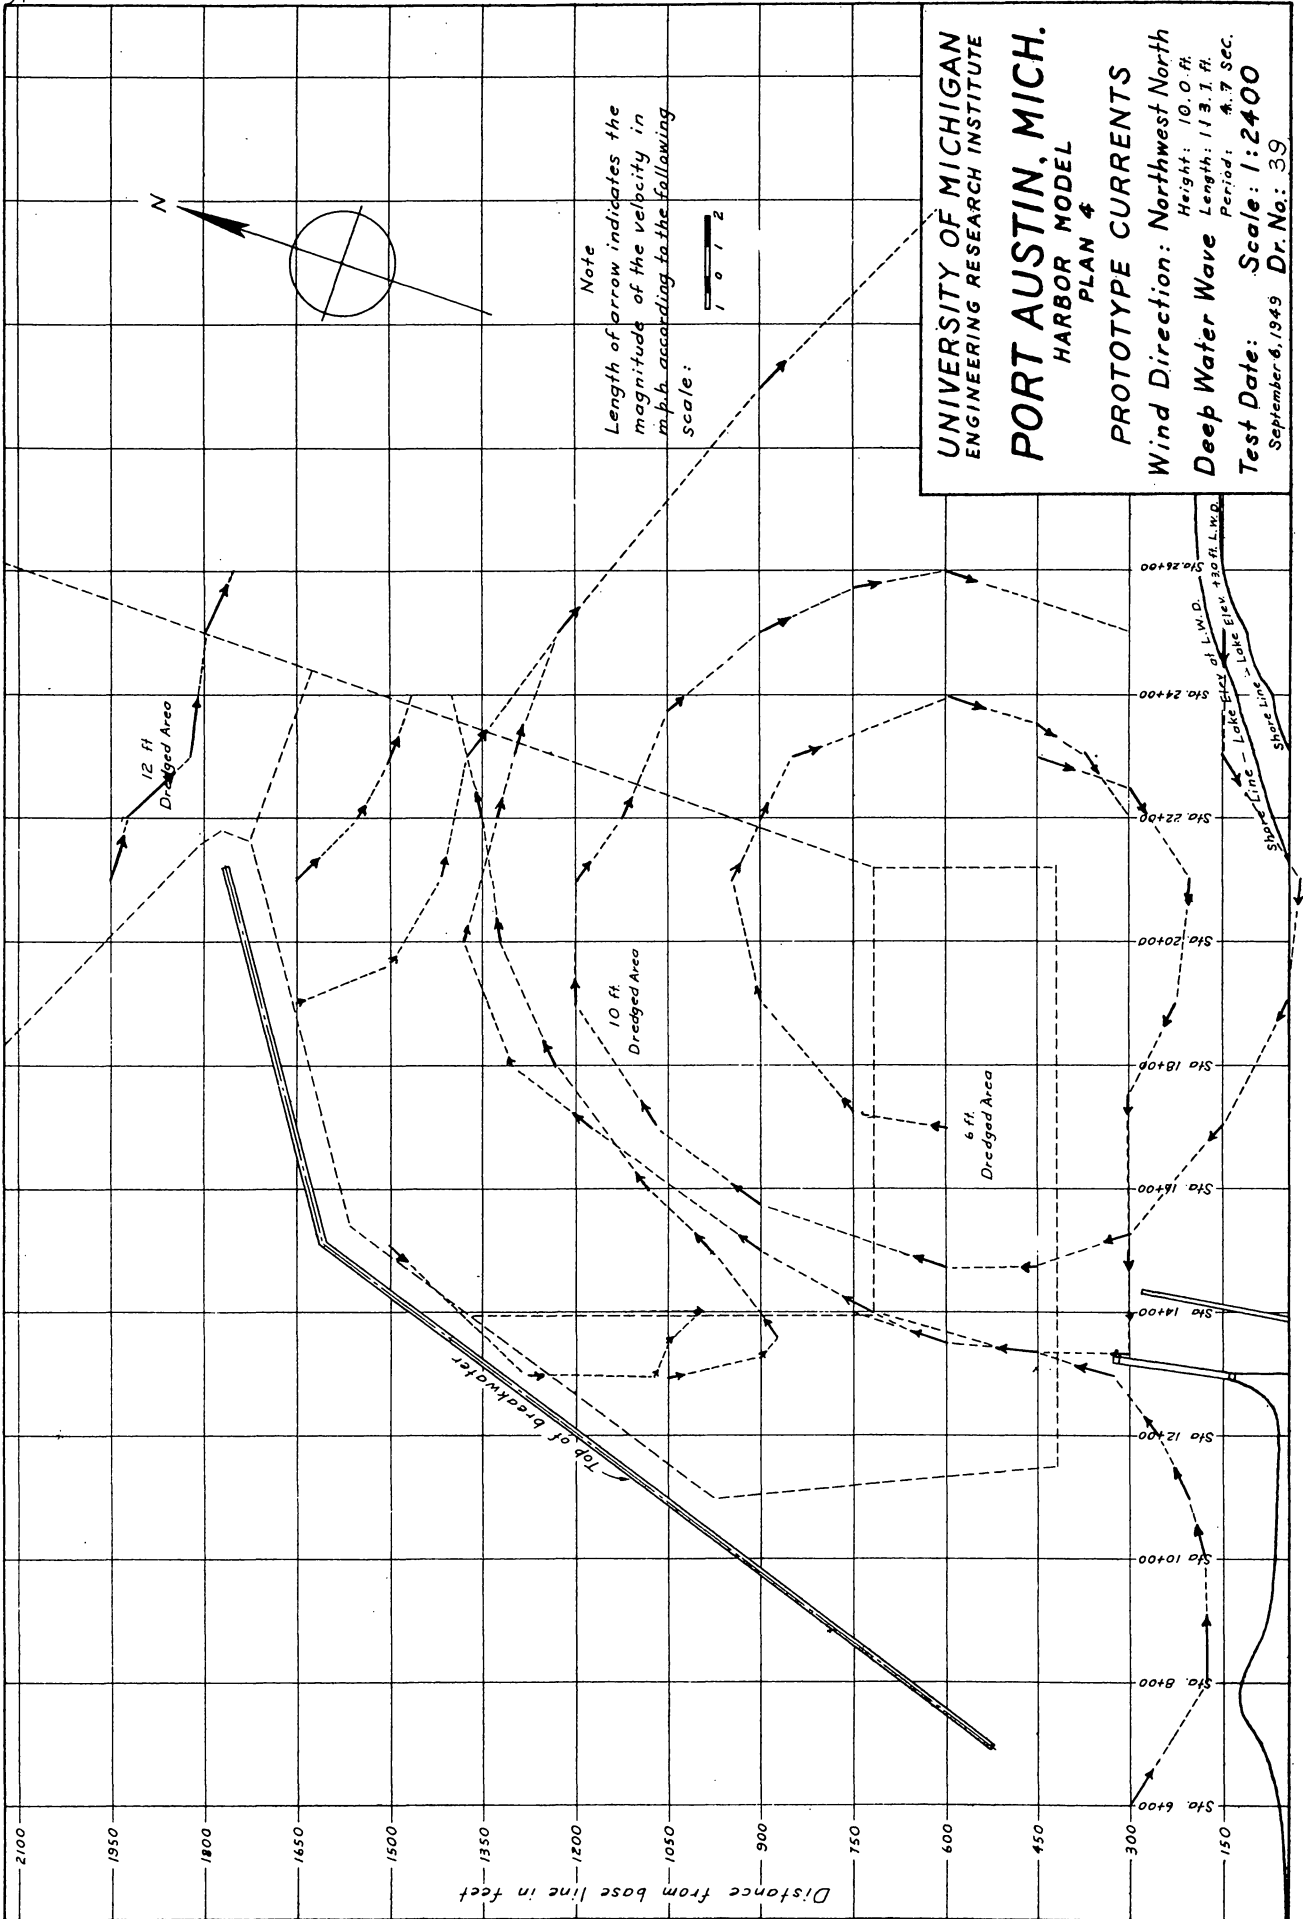 N
Note
Length of arrow indicates the
magnitude of the velocity in
m.p.h. according to the following
scale:
1 0 1 2
12 ft
Dredged Area
10 ft.
Dredged Area
6 ft.
Dredged Area
Top of breakwater
Shore Line - Lake Elev. at L.W.D.
Shore Line - Lake Elev. +3.0 ft. L.W.D.
Distance from base line in feet
2100
1950
1800
1650
1500
1350
1200
1050
900
750
600
450
300
150
Sta. 6+00
Sta. 8+00
Sta 10+00
Sta 12+00
Sta 14+00
Sta. 16+00
Sta 18+00
Sta. 20+00
Sta. 22+00
Sta. 24+00
Sta. 26+00
UNIVERSITY OF MICHIGAN
ENGINEERING RESEARCH INSTITUTE
PORT AUSTIN, MICH.
HARBOR MODEL
PLAN 4
PROTOTYPE CURRENTS
Wind Direction: Northwest North
Height: 10.0 ft.
Deep Water Wave Length: 113.1 ft.
Period: 4.7 sec.
Test Date: Scale: 1:2400
September 6, 1949 Dr. No.: 39